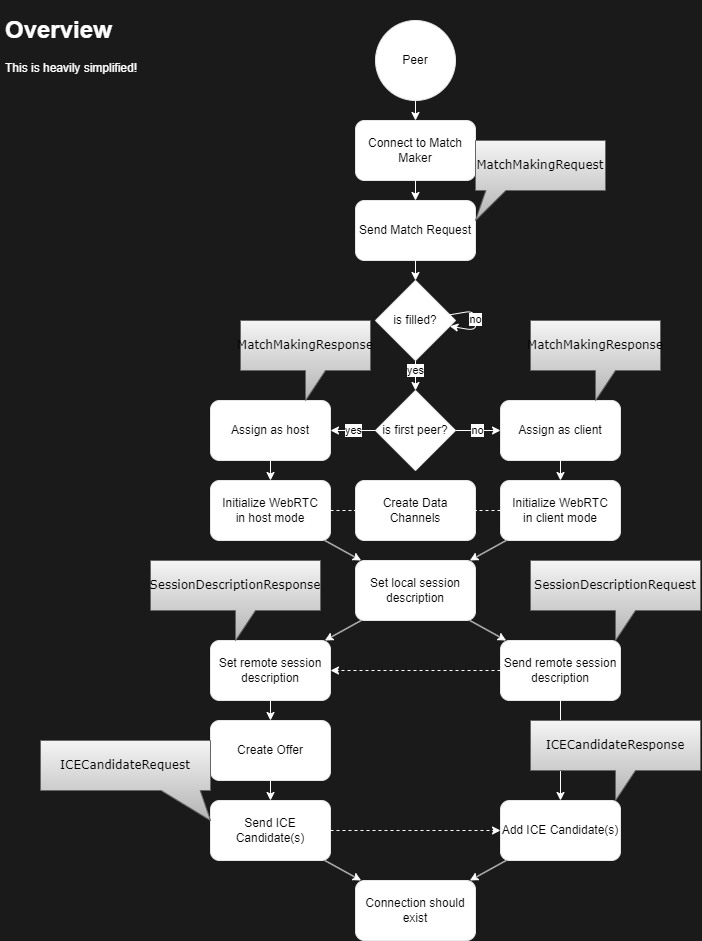 Overview
This is heavily simplified!
Peer
Connect to Match
Maker
MatchMakingRequest
Send Match Request
is filled?
no
MatchMakingResponse
MatchMakingResponse
yes
Assign as host
yes
is first peer?
no
Assign as client
Initialize WebRTC
in host mode
Create Data
Channels
Initialize WebRTC
in client mode
SessionDescriptionResponse
Set local session
description
SessionDescriptionRequest
Set remote session
description
Send remote session
description
Create Offer
ICECandidateRequest
ICECandidateResponse
Send ICE
Candidate(s)
Add ICE Candidate(s)
Connection should
exist